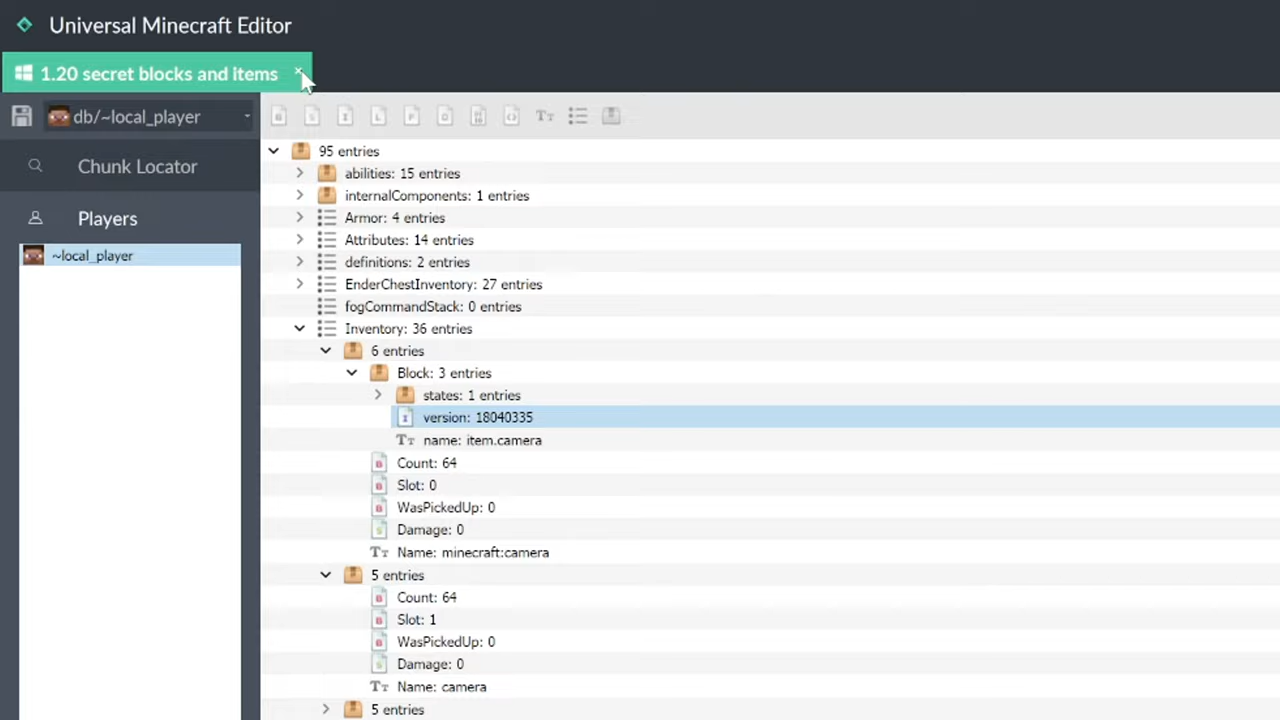 Universal Minecraft Editor
1.20 secret blocks and items ×
db/~local_player
Chunk Locator
Players
~local_player
95 entries
abilities: 15 entries
internalComponents: 1 entries
Armor: 4 entries
Attributes: 14 entries
definitions: 2 entries
EnderChestInventory: 27 entries
fogCommandStack: 0 entries
Inventory: 36 entries
6 entries
Block: 3 entries
states: 1 entries
version: 18040335
name: item.camera
Count: 64
Slot: 0
WasPickedUp: 0
Damage: 0
Name: minecraft:camera
5 entries
Count: 64
Slot: 1
WasPickedUp: 0
Damage: 0
Name: camera
5 entries